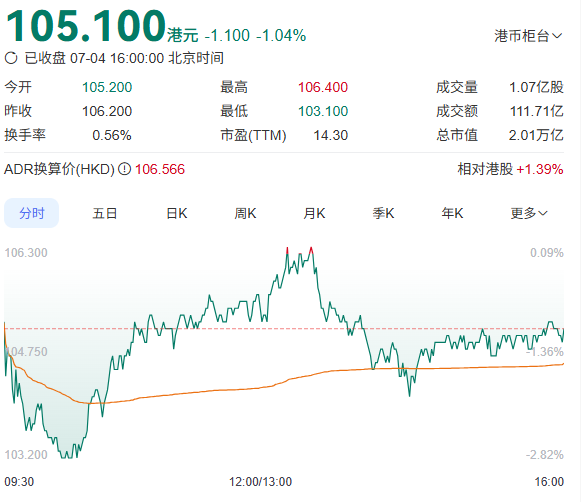 105.100港元 -1.100 -1.04% 港币柜台
已收盘 07-04 16:00:00 北京时间
今开 105.200 最高 106.400 成交量 1.07亿股
昨收 106.200 最低 103.100 成交额 111.71亿
换手率 0.56% 市盈(TTM) 14.30 总市值 2.01万亿
ADR换算价(HKD) 106.566 相对港股 +1.39%
分时 五日 日K 周K 月K 季K 年K 更多
106.300 0.09%
104.750 -1.36%
103.200 -2.82%
09:30 12:00/13:00 16:00